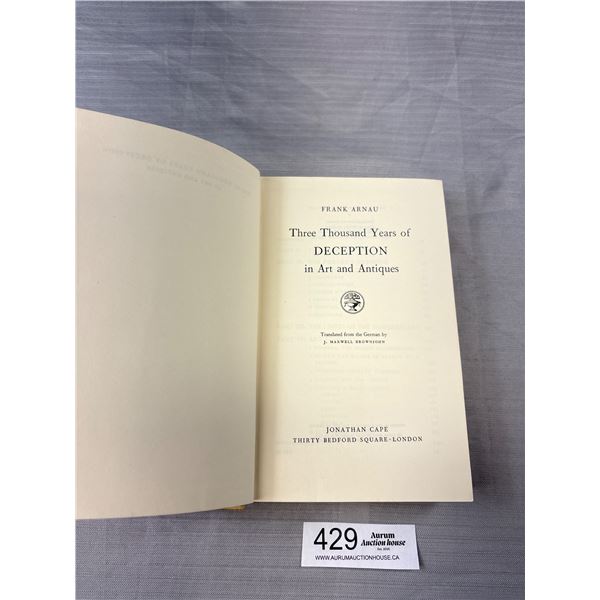 FRANK ARNAU
Three Thousand Years of
DECEPTION
in Art and Antiques
Translated from the German by
J. MAXWELL BROWNJOHN
JONATHAN CAPE
THIRTY BEDFORD SQUARE-LONDON
429
Aurum
Auction house
WWW.AURUMAUCTIONHOUSE.CA